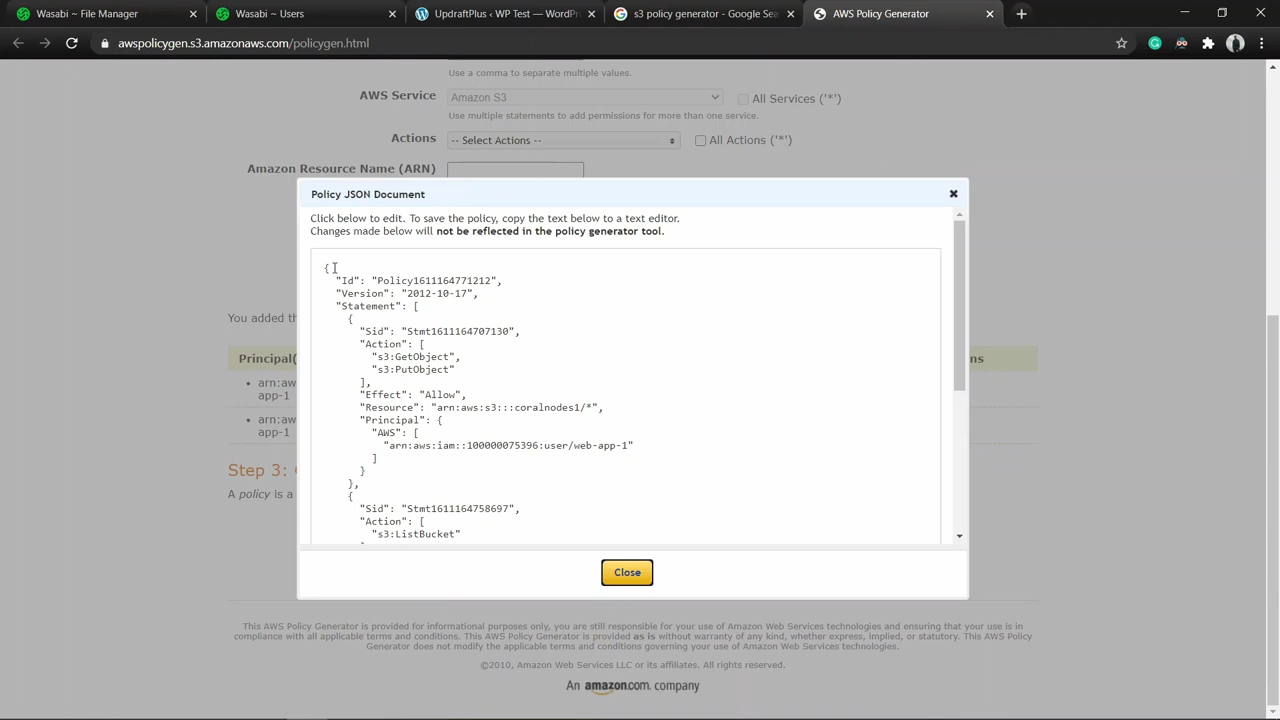 Wasabi ~ File Manager
Wasabi ~ Users
UpdraftPlus ‹ WP Test — WordPr
s3 policy generator - Google Sea
AWS Policy Generator
awspolicygen.s3.amazonaws.com/policygen.html
Use a comma to separate multiple values.
AWS Service
Amazon S3
All Services ('*')
Use multiple statements to add permissions for more than one service.
Actions
-- Select Actions --
All Actions ('*')
Amazon Resource Name (ARN)
Policy JSON Document
Click below to edit. To save the policy, copy the text below to a text editor.
Changes made below will not be reflected in the policy generator tool.
{
"Id": "Policy1611164771212",
"Version": "2012-10-17",
"Statement": [
{
"Sid": "Stmt1611164707130",
"Action": [
"s3:GetObject",
"s3:PutObject"
],
"Effect": "Allow",
"Resource": "arn:aws:s3:::coralnodes1/*",
"Principal": {
"AWS": [
"arn:aws:iam::100000075396:user/web-app-1"
]
}
},
{
"Sid": "Stmt1611164758697",
"Action": [
"s3:ListBucket"
Close
You added th
Principal(
ns
arn:aw
app-1
arn:aw
app-1
Step 3:
A policy is a
This AWS Policy Generator is provided for informational purposes only, you are still responsible for your use of Amazon Web Services technologies and ensuring that your use is in
compliance with all applicable terms and conditions. This AWS Policy Generator is provided as is without warranty of any kind, whether express, implied, or statutory. This AWS Policy
Generator does not modify the applicable terms and conditions governing your use of Amazon Web Services technologies.
©2010, Amazon Web Services LLC or its affiliates. All rights reserved.
An amazon.com company